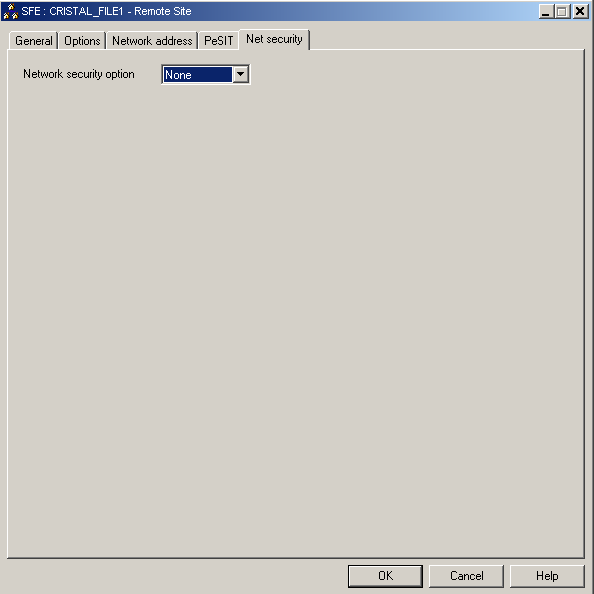 SFE : CRISTAL_FILE1 - Remote Site
General Options Network address PeSIT Net security
Network security option None
OK Cancel Help